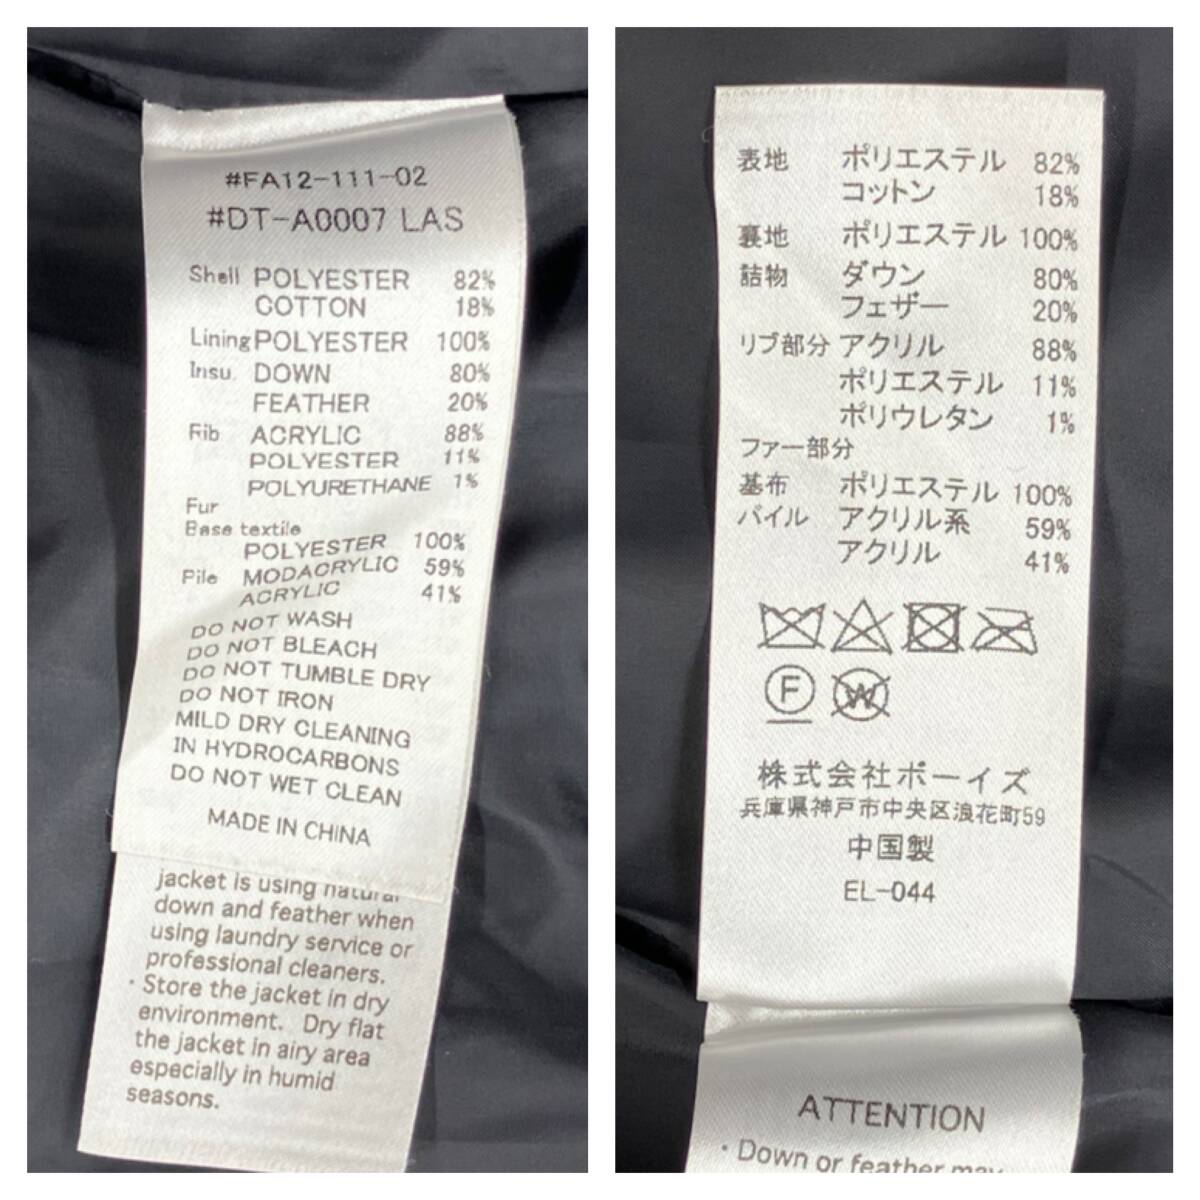 #FA12-111-02
#DT-A0007 LAS
Shell POLYESTER 82%
COTTON 18%
Lining POLYESTER 100%
Insu. DOWN 80%
FEATHER 20%
Rib ACRYLIC 88%
POLYESTER 11%
POLYURETHANE 1%
Fur
Base textile
POLYESTER 100%
Pile MODACRYLIC 59%
ACRYLIC 41%
DO NOT WASH
DO NOT BLEACH
DO NOT TUMBLE DRY
DO NOT IRON
MILD DRY CLEANING
IN HYDROCARBONS
DO NOT WET CLEAN
MADE IN CHINA
jacket is using natural
down and feather when
using laundry service or
professional cleaners.
・Store the jacket in dry
environment. Dry flat
the jacket in airy area
especially in humid
seasons.
表地 ポリエステル 82%
コットン 18%
裏地 ポリエステル 100%
詰物 ダウン 80%
フェザー 20%
リブ部分 アクリル 88%
ポリエステル 11%
ポリウレタン 1%
ファー部分
基布 ポリエステル 100%
パイル アクリル系 59%
アクリル 41%
F W
株式会社ボーイズ
兵庫県神戸市中央区浪花町59
中国製
EL-044
ATTENTION
・Down or feather may